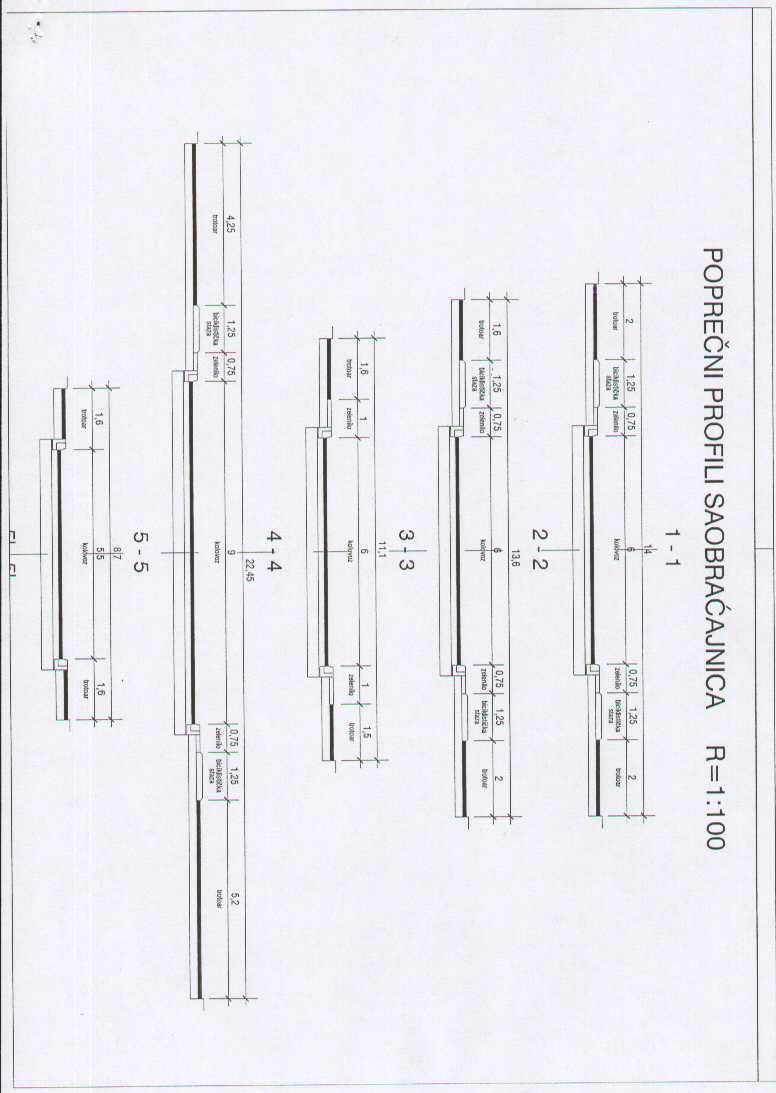 POPREČNI PROFILI SAOBRAĆAJNICA R=1:100
1 - 1
14
2 1,25 0,75 6 0,75 1,25 2
trotoar biciklistička staza zelenilo kolovoz zelenilo biciklistička staza trotoar
2 - 2
13,6
1,6 1,25 0,75 6 0,75 1,25 2
trotoar biciklistička staza zelenilo kolovoz zelenilo biciklistička staza trotoar
3 - 3
11,1
1,6 1 6 1 1,5
trotoar zelenilo kolovoz zelenilo trotoar
4 - 4
22,45
4,25 1,25 0,75 9 0,75 1,25 5,2
trotoar biciklistička staza zelenilo kolovoz zelenilo biciklistička staza trotoar
5 - 5
8,7
1,6 5,5 1,6
trotoar kolovoz trotoar